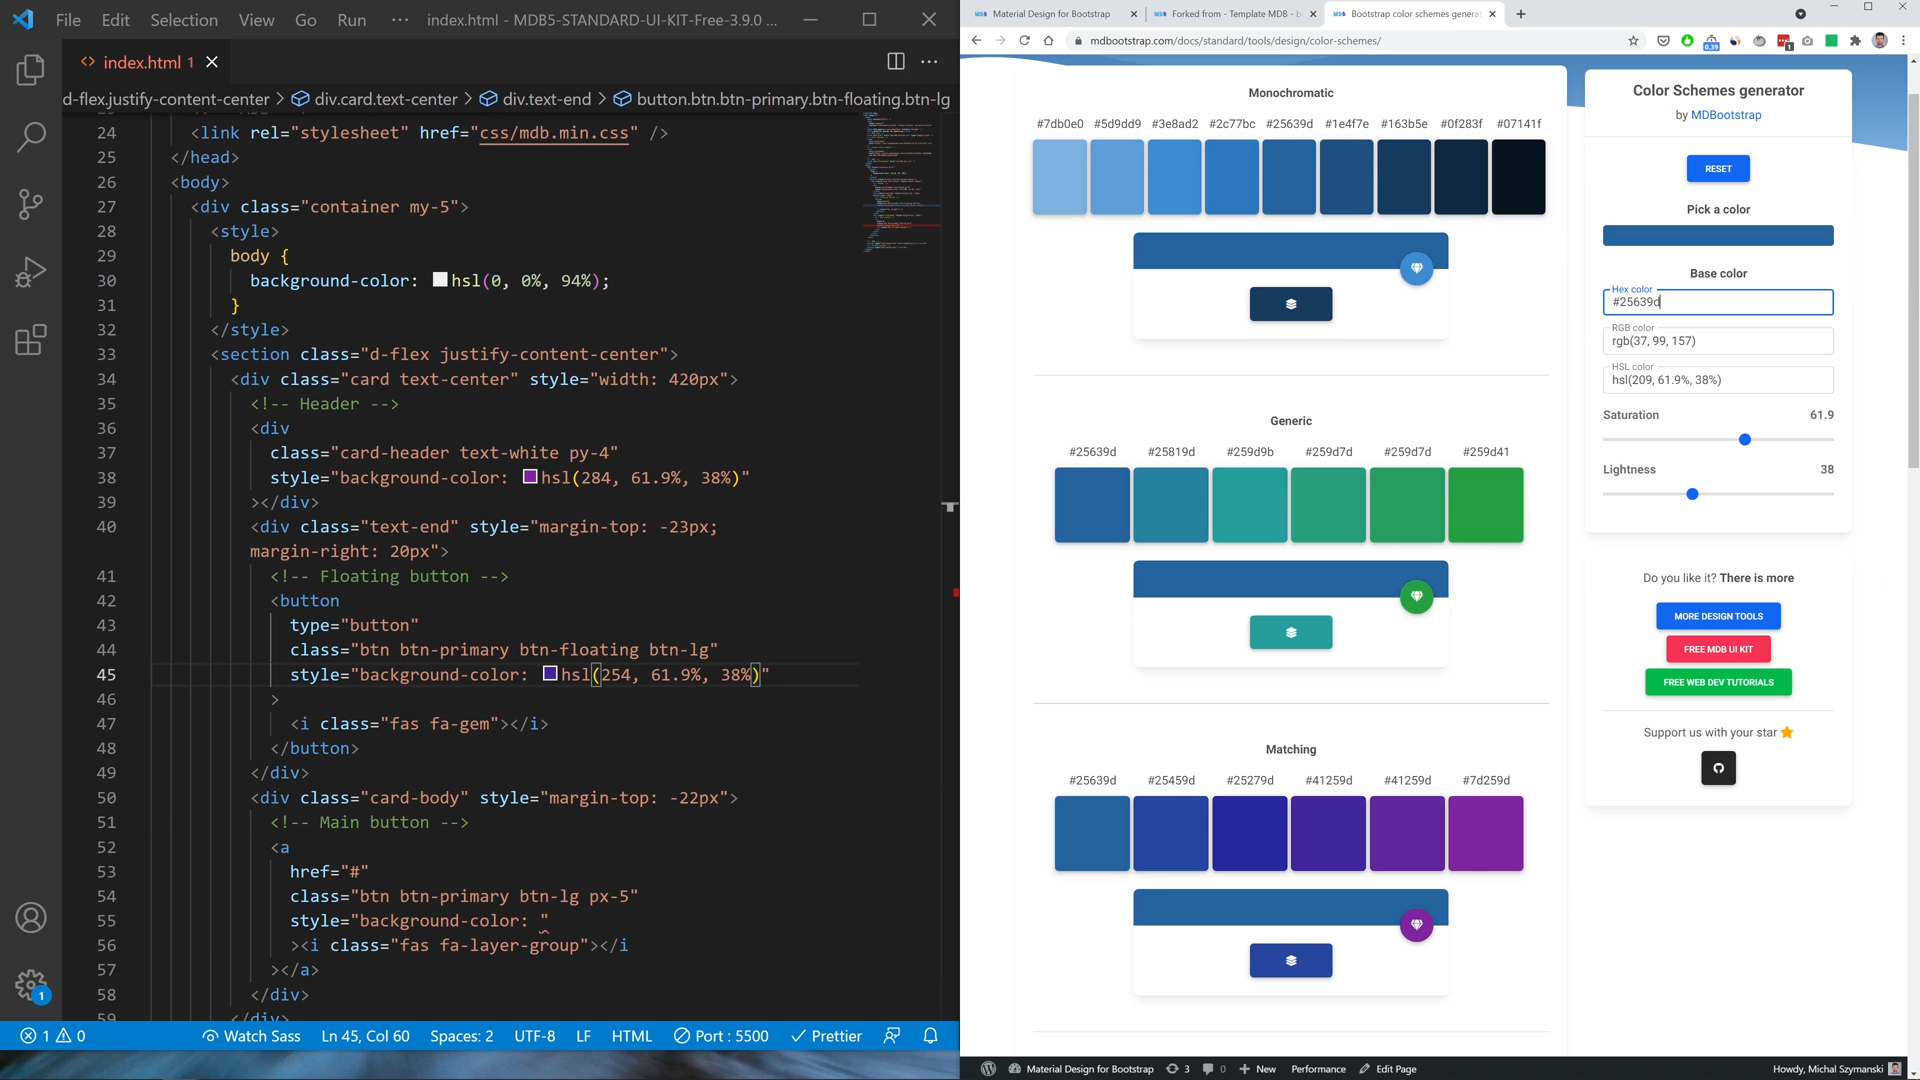 File Edit Selection View Go Run ··· index.html - MDB5-STANDARD-UI-KIT-Free-3.9.0 ...
<> index.html 1
d-flex.justify-content-center > div.card.text-center > div.text-end > button.btn.btn-primary.btn-floating.btn-lg
24 <link rel="stylesheet" href="css/mdb.min.css" />
25 </head>
26 <body>
27 <div class="container my-5">
28 <style>
29 body {
30 background-color: hsl(0, 0%, 94%);
31 }
32 </style>
33 <section class="d-flex justify-content-center">
34 <div class="card text-center" style="width: 420px">
35 <!-- Header -->
36 <div
37 class="card-header text-white py-4"
38 style="background-color: hsl(284, 61.9%, 38%)"
39 ></div>
40 <div class="text-end" style="margin-top: -23px;
margin-right: 20px">
41 <!-- Floating button -->
42 <button
43 type="button"
44 class="btn btn-primary btn-floating btn-lg"
45 style="background-color: hsl(254, 61.9%, 38%)"
46 >
47 <i class="fas fa-gem"></i>
48 </button>
49 </div>
50 <div class="card-body" style="margin-top: -22px">
51 <!-- Main button -->
52 <a
53 href="#"
54 class="btn btn-primary btn-lg px-5"
55 style="background-color: "
56 ><i class="fas fa-layer-group"></i
57 ></a>
58 </div>
59 </div>
1
1 0 Watch Sass Ln 45, Col 60 Spaces: 2 UTF-8 LF HTML Port : 5500 Prettier
Material Design for Bootstrap
Forked from - Template MDB - b
Bootstrap color schemes genera
mdbootstrap.com/docs/standard/tools/design/color-schemes/
0.39
1
Monochromatic
#7db0e0 #5d9dd9 #3e8ad2 #2c77bc #25639d #1e4f7e #163b5e #0f283f #07141f
Generic
#25639d #25819d #259d9b #259d7d #259d7d #259d41
Matching
#25639d #25459d #25279d #41259d #41259d #7d259d
Color Schemes generator
by MDBootstrap
RESET
Pick a color
Base color
Hex color
#25639d
RGB color
rgb(37, 99, 157)
HSL color
hsl(209, 61.9%, 38%)
Saturation 61.9
Lightness 38
Do you like it? There is more
MORE DESIGN TOOLS
FREE MDB UI KIT
FREE WEB DEV TUTORIALS
Support us with your star
Material Design for Bootstrap 3 0 New Performance Edit Page Howdy, Michal Szymanski